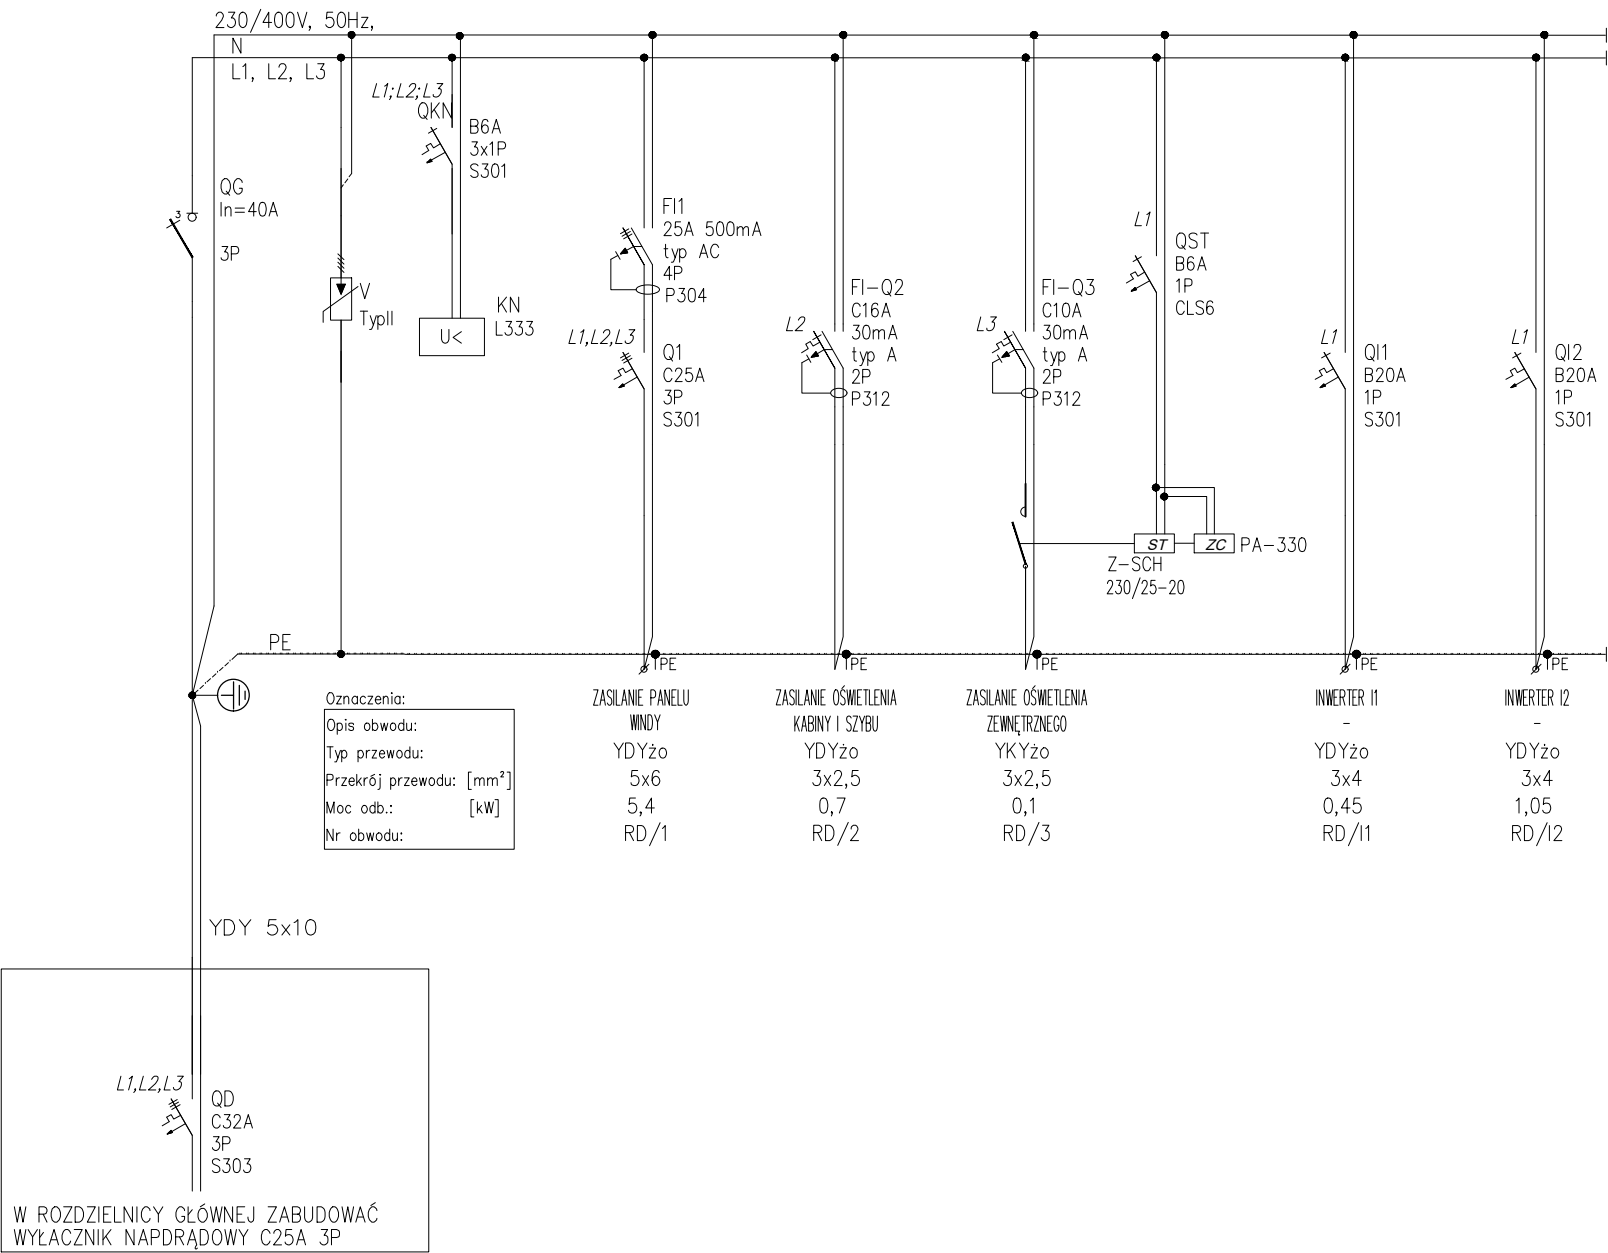 230/400V, 50Hz,
N
L1, L2, L3
QG
In=40A
3
3P
V
TypII
L1;L2;L3
QKN
B6A
3x1P
S301
KN
L333
U<
FI1
25A 500mA
typ AC
4P
P304
L1,L2,L3
Q1
C25A
3P
S301
L2
FI-Q2
C16A
30mA
typ A
2P
P312
L3
FI-Q3
C10A
30mA
typ A
2P
P312
L1
QST
B6A
1P
CLS6
ST
ZC
PA-330
Z-SCH
230/25-20
L1
QI1
B20A
1P
S301
L1
QI2
B20A
1P
S301
PE
PE
PE
PE
PE
PE
Oznaczenia:
Opis obwodu:
Typ przewodu:
Przekrój przewodu: [mm²]
Moc odb.: [kW]
Nr obwodu:
ZASILANIE PANELU
WINDY
YDYżo
5x6
5,4
RD/1
ZASILANIE OŚWIETLENIA
KABINY I SZYBU
YDYżo
3x2,5
0,7
RD/2
ZASILANIE OŚWIETLENIA
ZEWNĘTRZNEGO
YKYżo
3x2,5
0,1
RD/3
INWERTER I1
-
YDYżo
3x4
0,45
RD/I1
INWERTER I2
-
YDYżo
3x4
1,05
RD/I2
YDY 5x10
L1,L2,L3
QD
C32A
3P
S303
W ROZDZIELNICY GŁÓWNEJ ZABUDOWAĆ
WYŁACZNIK NAPDRĄDOWY C25A 3P